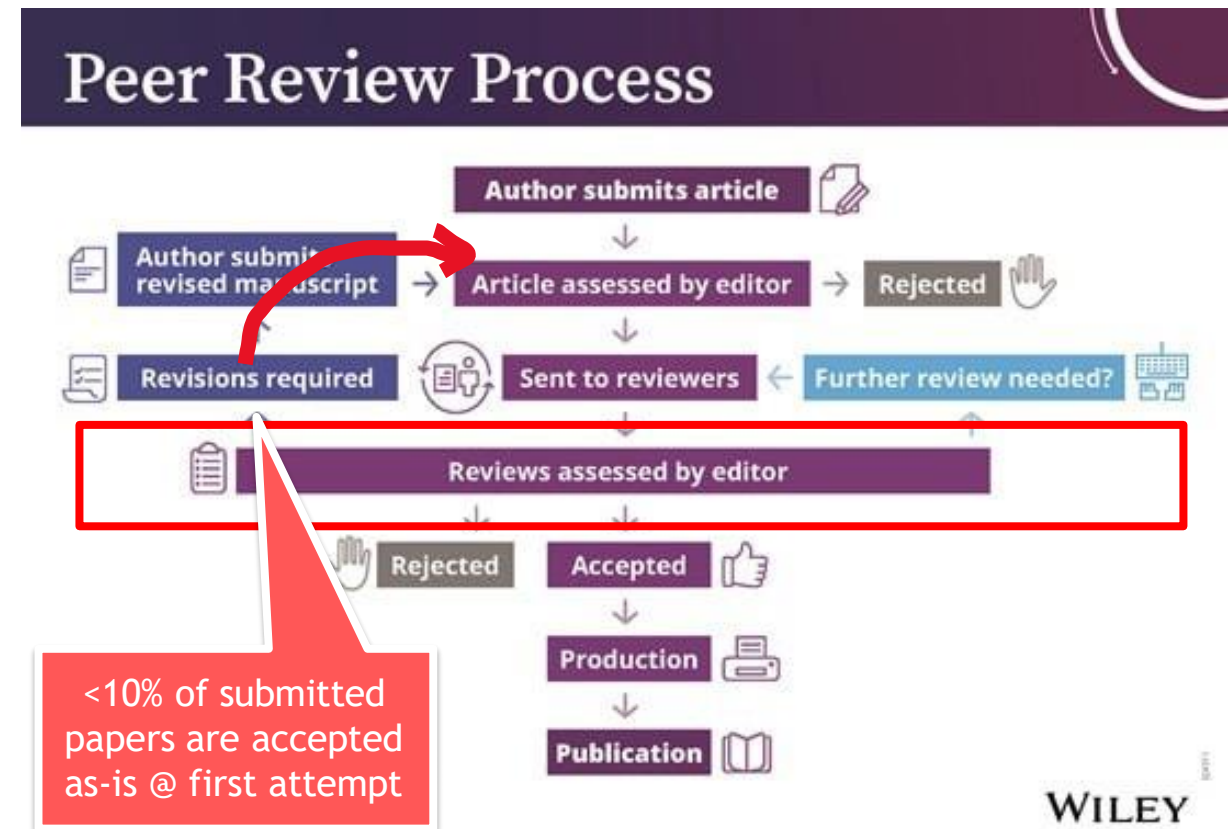 Peer Review Process
Author submits article
Author submit
revised manuscript
Article assessed by editor
Rejected
Revisions required
Sent to reviewers
Further review needed?
Reviews assessed by editor
Rejected
Accepted
Production
Publication
<10% of submitted
papers are accepted
as-is @ first attempt
WILEY